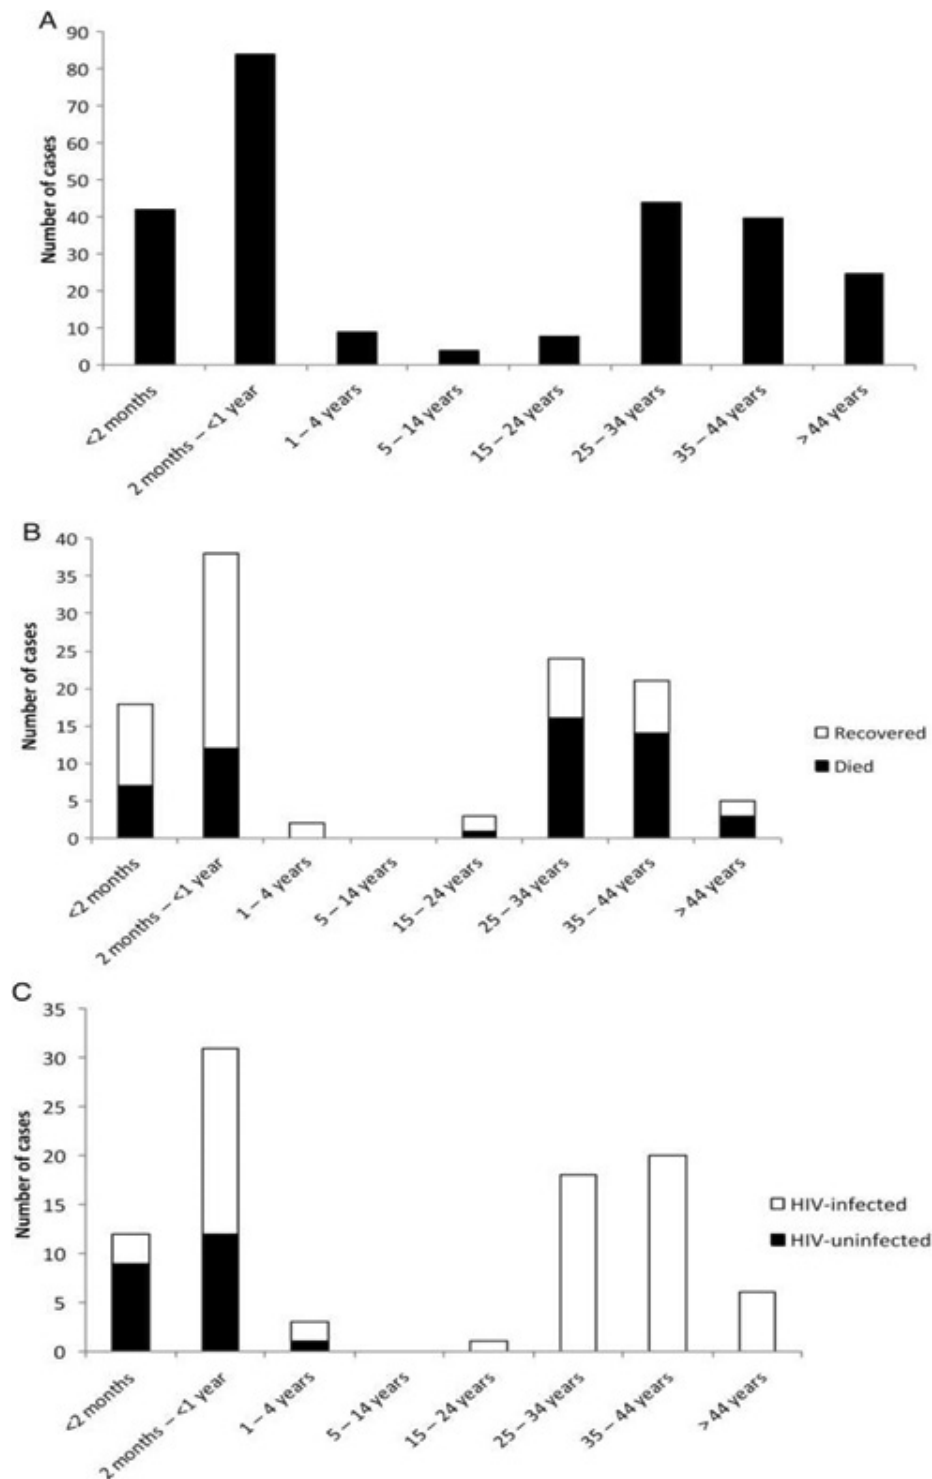 A
90
80
70
60
50
40
30
20
10
0
Number of cases
<2 months
2 months – <1 year
1 – 4 years
5 – 14 years
15 – 24 years
25 – 34 years
35 – 44 years
> 44 years
B
40
35
30
25
20
15
10
5
0
Number of cases
Recovered
Died
<2 months
2 months – <1 year
1 – 4 years
5 – 14 years
15 – 24 years
25 – 34 years
35 – 44 years
> 44 years
C
35
30
25
20
15
10
5
0
Number of cases
HIV-infected
HIV-uninfected
<2 months
2 months – <1 year
1 – 4 years
5 – 14 years
15 – 24 years
25 – 34 years
35 – 44 years
> 44 years